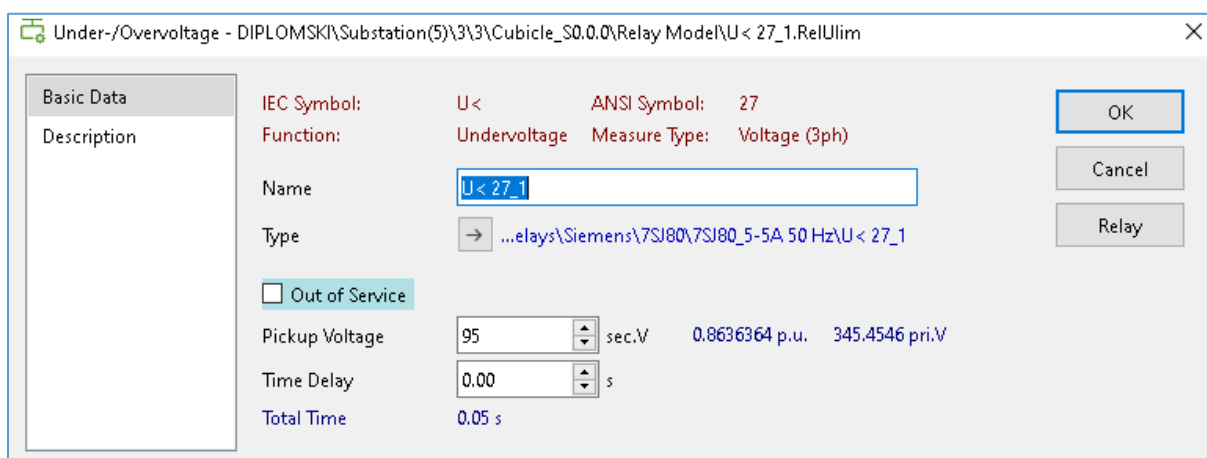 Under-/Overvoltage - DIPLOMSKI\Substation(5)\3\3\Cubicle_S0.0.0\Relay Model\U< 27_1.RelUlim
Basic Data
Description
IEC Symbol: U< ANSI Symbol: 27
Function: Undervoltage Measure Type: Voltage (3ph)
Name U< 27_1
Type ...elays\Siemens\7SJ80\7SJ80_5-5A 50 Hz\U< 27_1
Out of Service
Pickup Voltage 95 sec.V 0.8636364 p.u. 345.4546 pri.V
Time Delay 0.00 s
Total Time 0.05 s
OK
Cancel
Relay